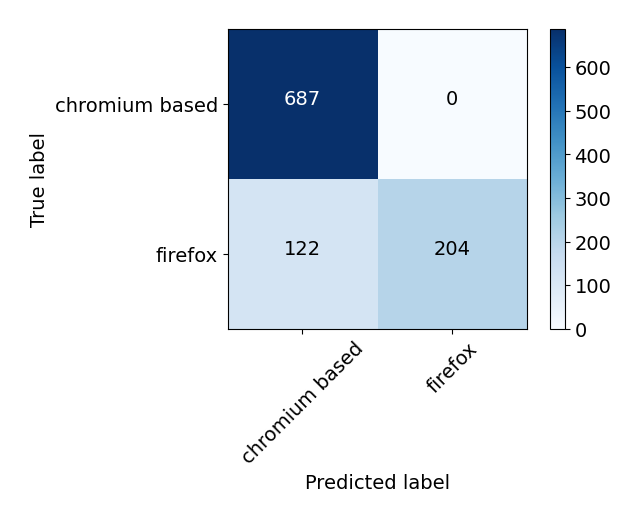 True label
chromium based
firefox
687
0
122
204
chromium based
firefox
Predicted label
600
500
400
300
200
100
0